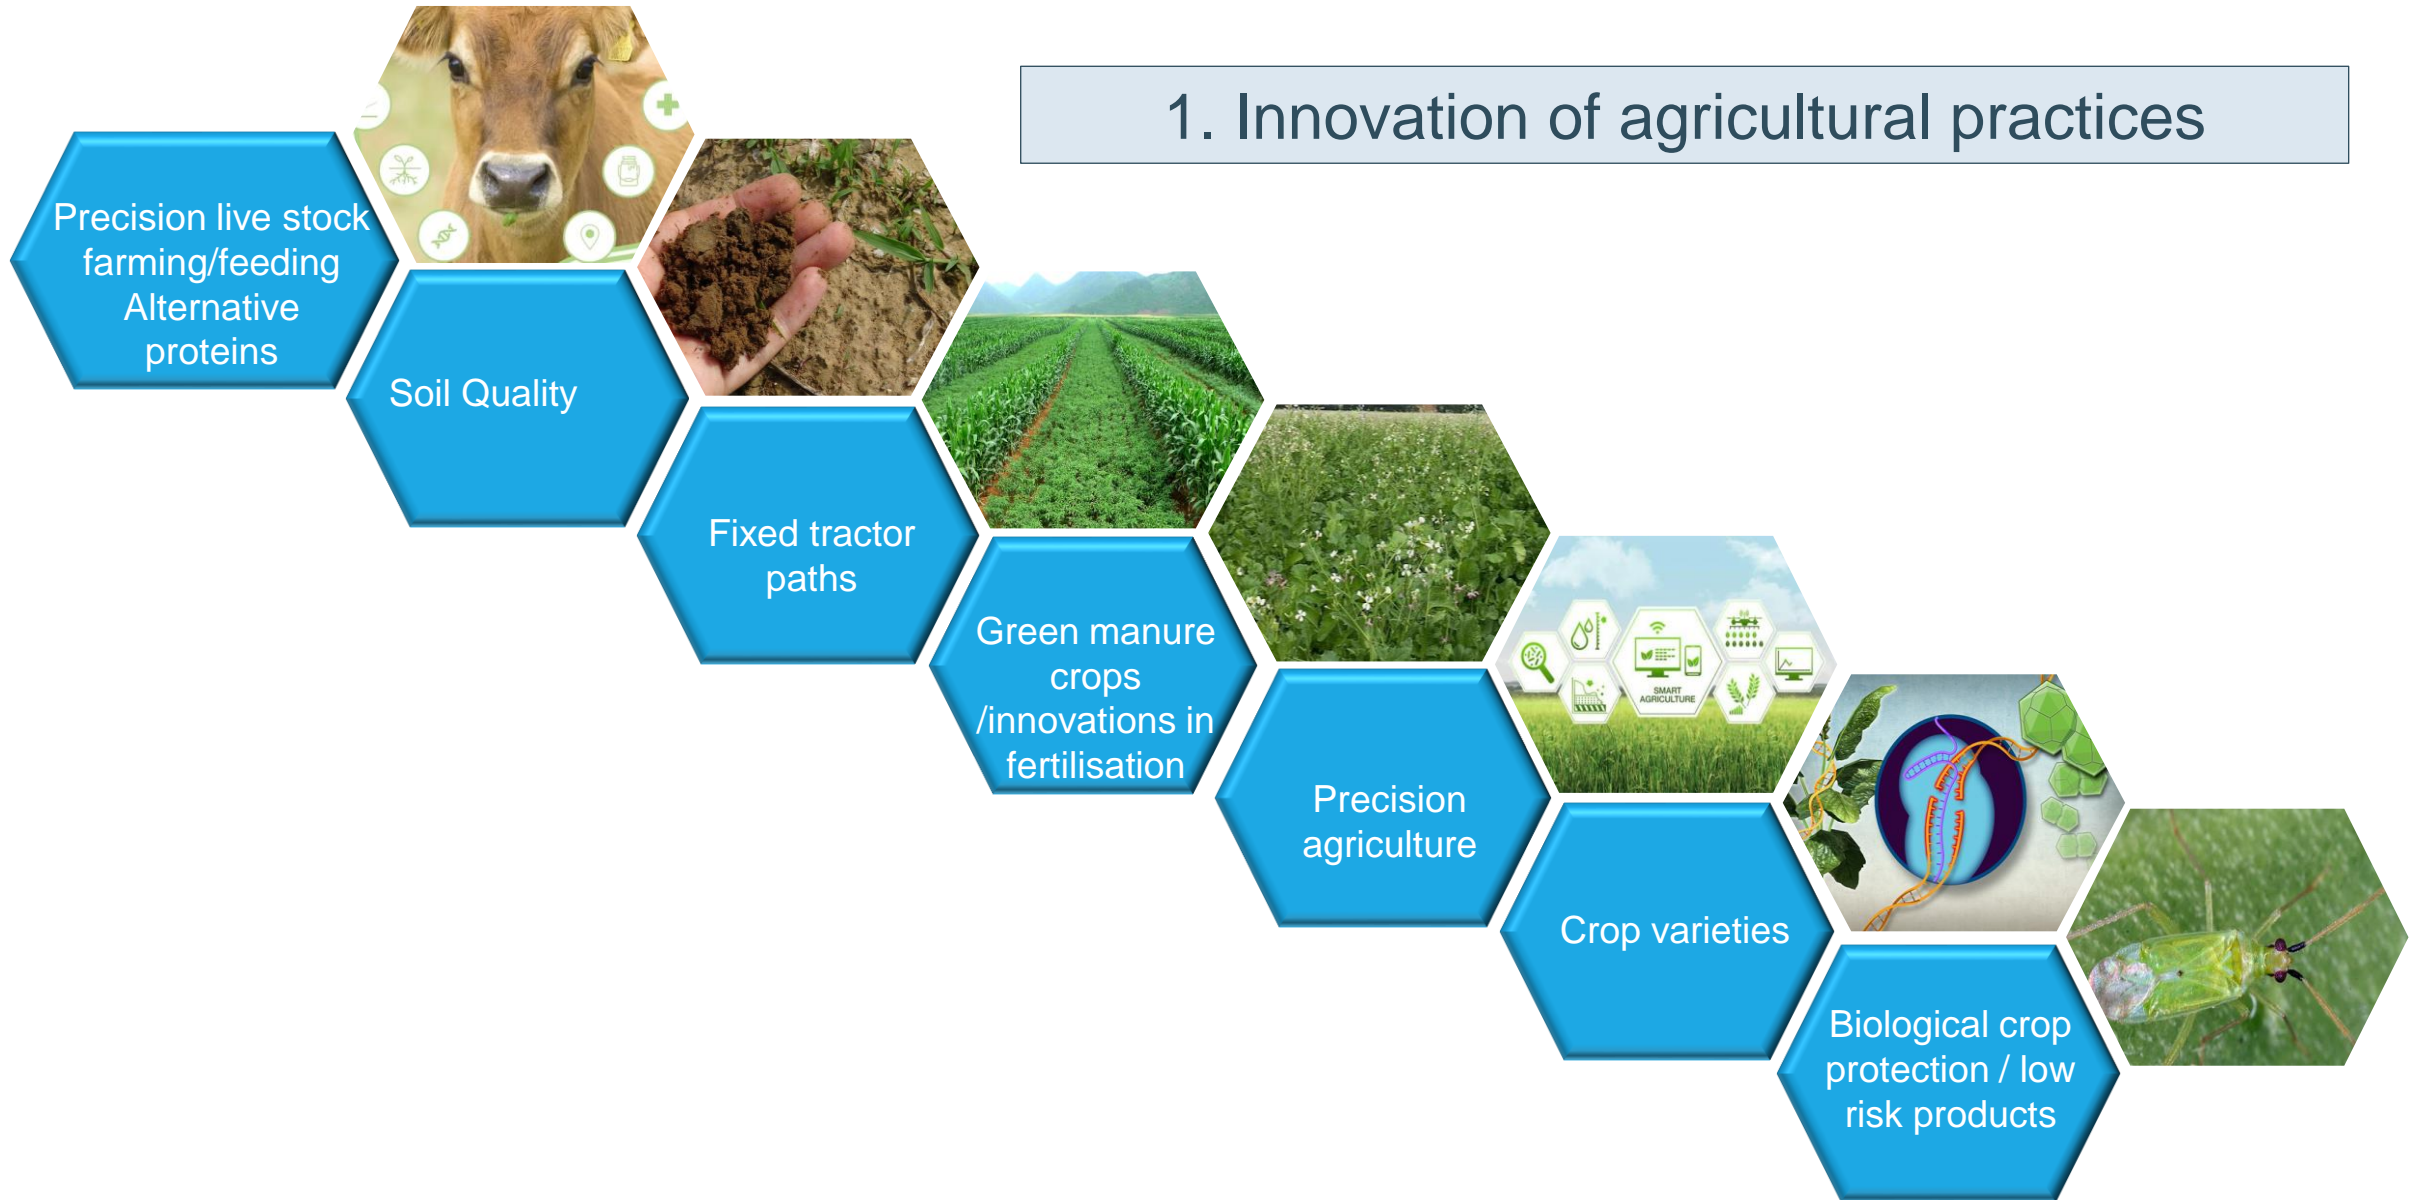 1. Innovation of agricultural practices
Precision live stock
farming/feeding
Alternative
proteins
Soil Quality
Fixed tractor
paths
Green manure
crops
/innovations in
fertilisation
Precision
agriculture
SMART
AGRICULTURE
Crop varieties
Biological crop
protection / low
risk products